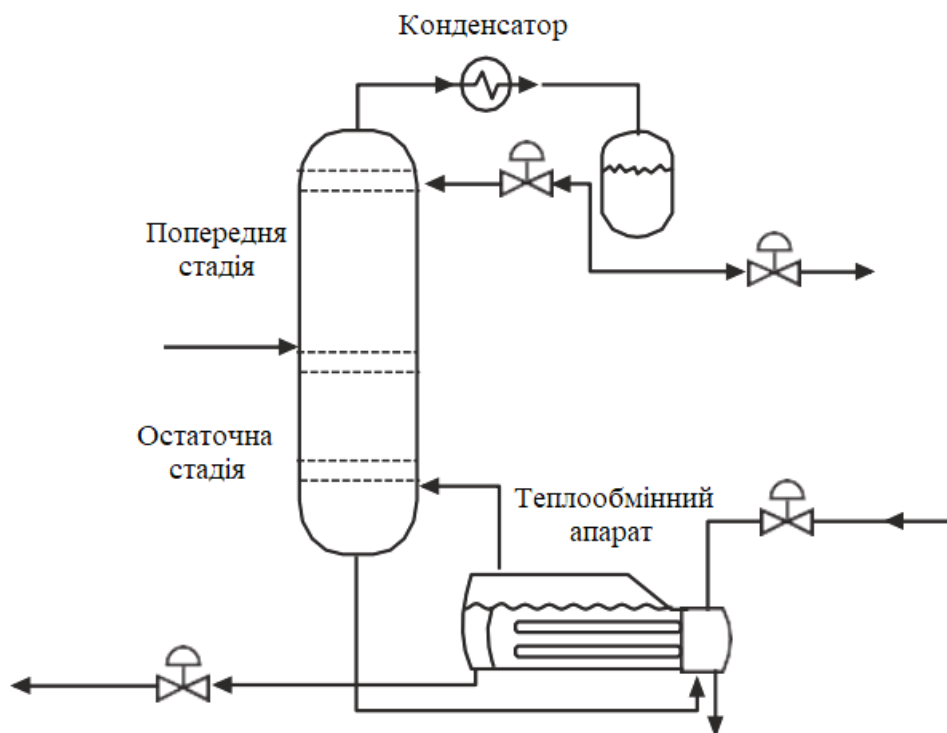 Конденсатор
Попередня
стадія
Остаточна
стадія
Теплообмінний
апарат